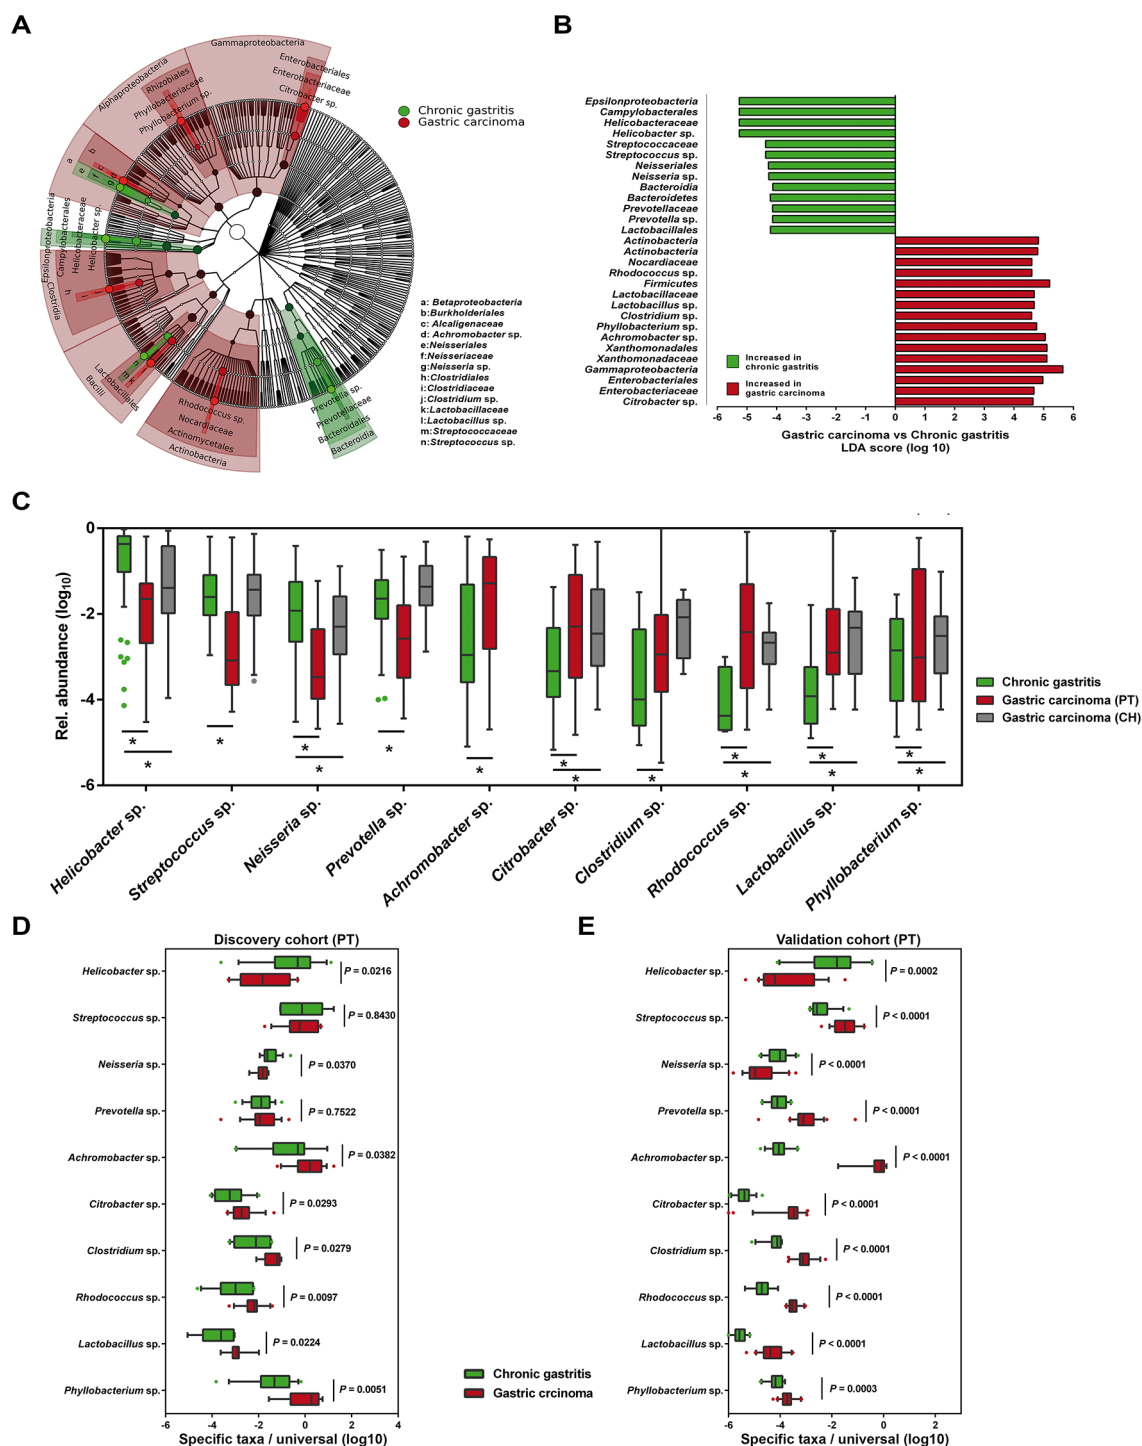 A
Gammaproteobacteria
Enterobacteriales
Enterobacteriaceae
Citrobacter sp.
Alphaproteobacteria
Rhizobiales
Phyllobacteriaceae
Phyllobacterium sp.
a
b
c
d
e
f
g
Epsilonproteobacteria
Campylobacterales
Helicobacteraceae
Helicobacter sp.
Clostridia
h
Bacilli
Lactobacillales
m k
Rhodococcus sp.
Nocardiaceae
Actinomycetales
Actinobacteria
Prevotella sp.
Prevotellaceae
Bacteroidales
Bacteroidia
Chronic gastritis
Gastric carcinoma
a: Betaproteobacteria
b:Burkholderiales
c: Alcaligenaceae
d: Achromobacter sp.
e:Neisseriales
f:Neisseriaceae
g:Neisseria sp.
h:Clostridiales
i:Clostridiaceae
j:Clostridium sp.
k:Lactobacillaceae
l:Lactobacillus sp.
m:Streptococcaceae
n:Streptococcus sp.
B
Epsilonproteobacteria
Campylobacterales
Helicobacteraceae
Helicobacter sp.
Streptococcaceae
Streptococcus sp.
Neisseriales
Neisseria sp.
Bacteroidia
Bacteroidetes
Prevotellaceae
Prevotella sp.
Lactobacillales
Actinobacteria
Actinobacteria
Nocardiaceae
Rhodococcus sp.
Firmicutes
Lactobacillaceae
Lactobacillus sp.
Clostridium sp.
Phyllobacterium sp.
Achromobacter sp.
Xanthomonadales
Xanthomonadaceae
Gammaproteobacteria
Enterobacteriales
Enterobacteriaceae
Citrobacter sp.
Increased in
chronic gastritis
Increased in
gastric carcinoma
-6 -5 -4 -3 -2 -1 0 1 2 3 4 5 6
Gastric carcinoma vs Chronic gastritis
LDA score (log 10)
C
Rel. abundance (log10)
0
-2
-4
-6
* * * * * * * * * * * * * * * *
Helicobacter sp.
Streptococcus sp.
Neisseria sp.
Prevotella sp.
Achromobacter sp.
Citrobacter sp.
Clostridium sp.
Rhodococcus sp.
Lactobacillus sp.
Phyllobacterium sp.
Chronic gastritis
Gastric carcinoma (PT)
Gastric carcinoma (CH)
D
Discovery cohort (PT)
Helicobacter sp.
P = 0.0216
Streptococcus sp.
P = 0.8430
Neisseria sp.
P = 0.0370
Prevotella sp.
P = 0.7522
Achromobacter sp.
P = 0.0382
Citrobacter sp.
P = 0.0293
Clostridium sp.
P = 0.0279
Rhodococcus sp.
P = 0.0097
Lactobacillus sp.
P = 0.0224
Phyllobacterium sp.
P = 0.0051
-6 -4 -2 0 2 4
Specific taxa / universal (log10)
Chronic gastritis
Gastric crcinoma
E
Validation cohort (PT)
Helicobacter sp.
P = 0.0002
Streptococcus sp.
P < 0.0001
Neisseria sp.
P < 0.0001
Prevotella sp.
P < 0.0001
Achromobacter sp.
P < 0.0001
Citrobacter sp.
P < 0.0001
Clostridium sp.
P < 0.0001
Rhodococcus sp.
P < 0.0001
Lactobacillus sp.
P < 0.0001
Phyllobacterium sp.
P = 0.0003
-6 -4 -2 0 2
Specific taxa / universal (log10)